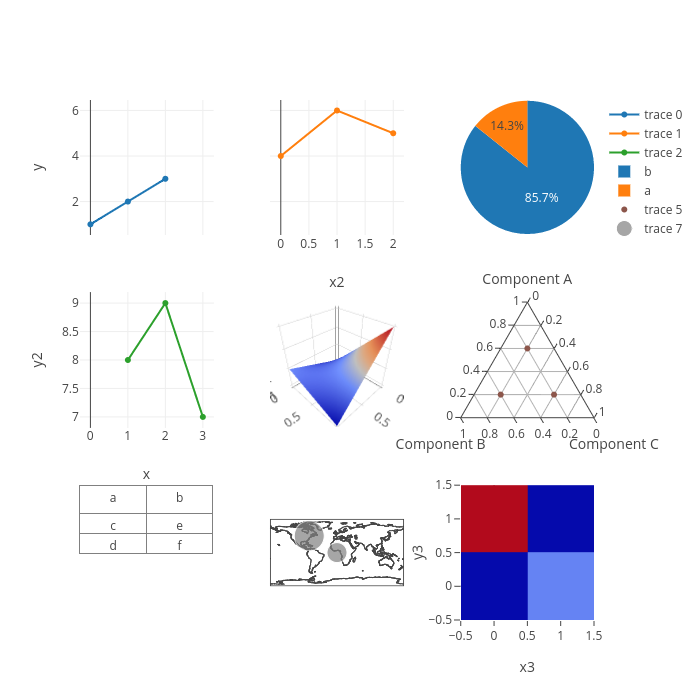 6
4
2
y
0 0.5 1 1.5 2
x2
14.3%
85.7%
trace 0
trace 1
trace 2
b
a
trace 5
trace 7
9
8.5
8
7.5
7
y2
0 1 2 3
x
0.5
0.5
0
Component A
1 0
0.8 0.2
0.6 0.4
0.4 0.6
0.2 0.8
0 1
1 0.8 0.6 0.4 0.2 0
Component B Component C
a b
c e
d f
1.5
1
0.5
0
−0.5
y3
−0.5 0 0.5 1 1.5
x3